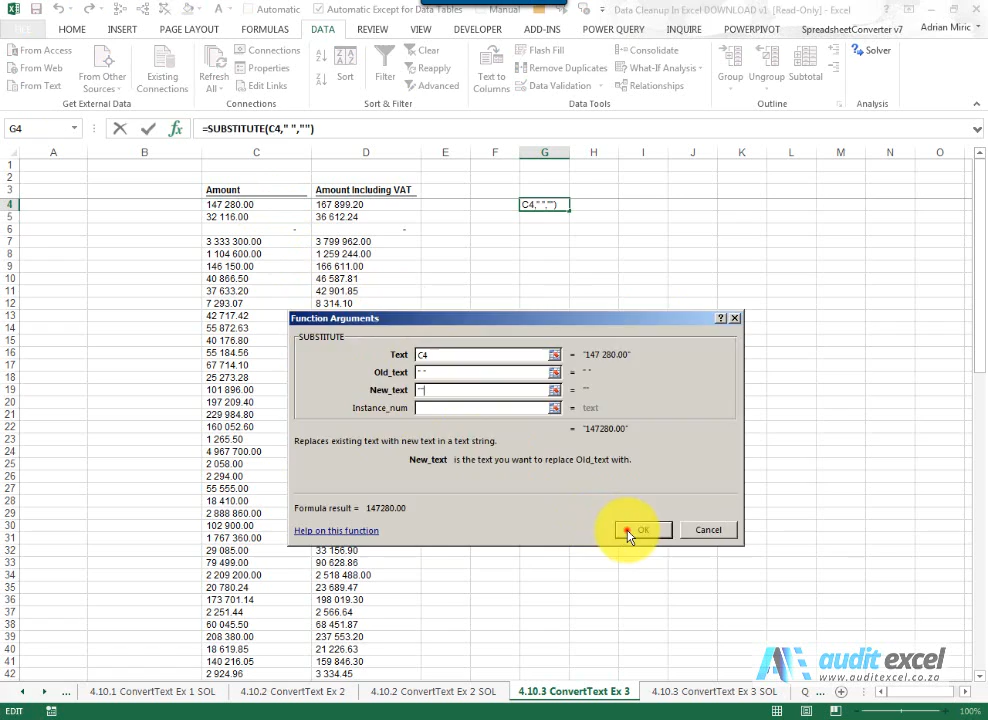 Automatic Automatic Except for Data Tables Manual Data Cleanup In Excel DOWNLOAD v1 [Read-Only] - Excel
FILE HOME INSERT PAGE LAYOUT FORMULAS DATA REVIEW VIEW DEVELOPER ADD-INS POWER QUERY INQUIRE POWERPIVOT SpreadsheetConverter v7 Adrian Miric
From Access From Web From Text From Other Sources Existing Connections Refresh All Connections Properties Edit Links Sort Filter Clear Reapply Advanced Text to Columns Flash Fill Remove Duplicates Data Validation Consolidate What-If Analysis Relationships Group Ungroup Subtotal Solver
Get External Data Connections Sort & Filter Data Tools Outline Analysis
G4 fx =SUBSTITUTE(C4," ","")
A B C D E F G H I J K L M N O
1
2
3 Amount Amount Including VAT
4 147 280.00 167 899.20 C4," ","")
5 32 116.00 36 612.24
6 - -
7 3 333 300.00 3 799 962.00
8 1 104 600.00 1 259 244.00
9 146 150.00 166 611.00
10 40 866.50 46 587.81
11 37 633.20 42 901.85
12 7 293.07 8 314.10
13 42 717.42
14 55 872.63
15 40 176.80
16 55 184.56
17 67 714.10
18 25 273.28
19 101 896.00
20 197 209.40
21 229 984.80
22 160 052.60
23 1 265.50
24 4 967 700.00
25 2 058.00
26 2 294.00
27 55 555.00
28 18 410.00
29 2 888 860.00
30 102 900.00
31 1 767 360.00
32 29 085.00 33 156.90
33 79 499.00 90 628.86
34 2 209 200.00 2 518 488.00
35 20 780.24 23 689.47
36 173 701.14 198 019.30
37 2 251.44 2 566.64
38 60 045.50 68 451.87
39 208 380.00 237 553.20
40 18 619.85 21 226.63
41 140 216.05 159 846.30
42 2 924.96 3 334.45
Function Arguments
SUBSTITUTE
Text C4 = "147 280.00"
Old_text " " = " "
New_text "" = ""
Instance_num = text
= "147280.00"
Replaces existing text with new text in a text string.
New_text is the text you want to replace Old_text with.
Formula result = 147280.00
Help on this function OK Cancel
audit excel
www.auditexcel.co.za
... 4.10.1 ConvertText Ex 1 SOL 4.10.2 ConvertText Ex 2 4.10.2 ConvertText Ex 2 SOL 4.10.3 ConvertText Ex 3 4.10.3 ConvertText Ex 3 SOL Q ...
EDIT 100%